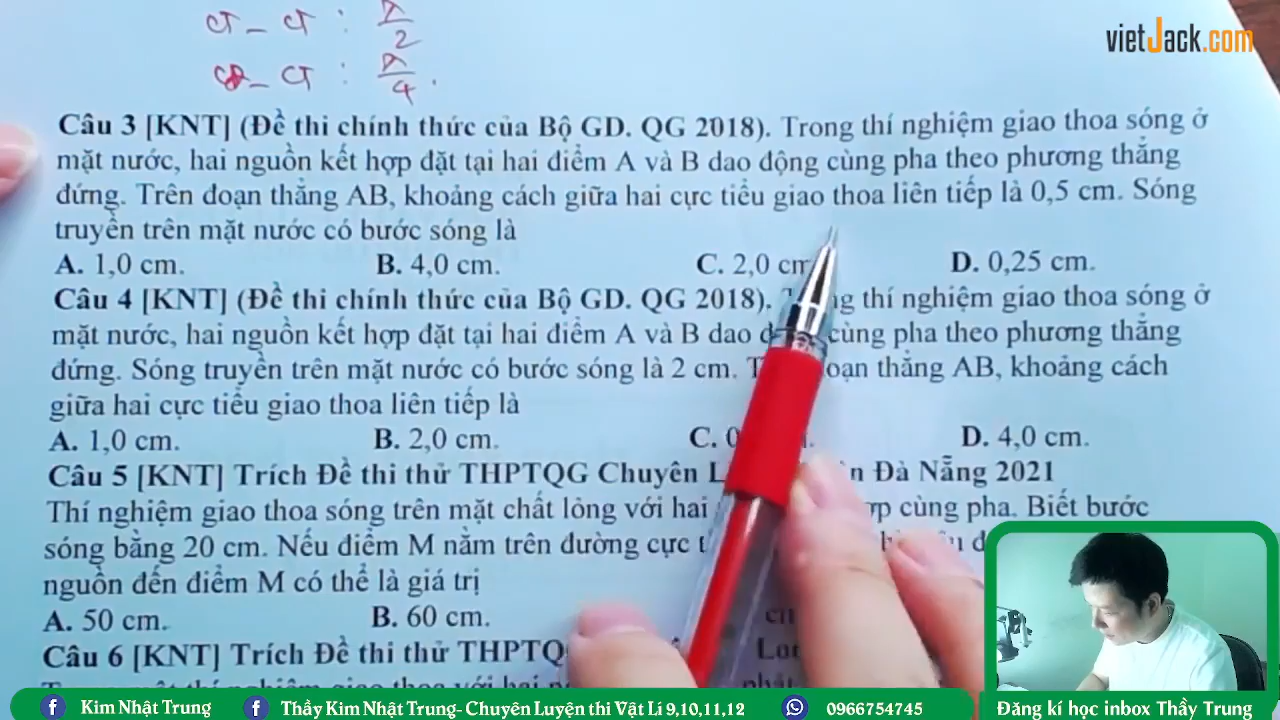 vietJack.com
CT - CT : λ/2
CĐ - CT : λ/4.
Câu 3 [KNT] (Đề thi chính thức của Bộ GD. QG 2018). Trong thí nghiệm giao thoa sóng ở
mặt nước, hai nguồn kết hợp đặt tại hai điểm A và B dao động cùng pha theo phương thẳng
đứng. Trên đoạn thẳng AB, khoảng cách giữa hai cực tiểu giao thoa liên tiếp là 0,5 cm. Sóng
truyền trên mặt nước có bước sóng là
A. 1,0 cm. B. 4,0 cm. C. 2,0 cm D. 0,25 cm.
Câu 4 [KNT] (Đề thi chính thức của Bộ GD. QG 2018). thí nghiệm giao thoa sóng ở
mặt nước, hai nguồn kết hợp đặt tại hai điểm A và B dao cùng pha theo phương thẳng
đứng. Sóng truyền trên mặt nước có bước sóng là 2 cm. thẳng AB, khoảng cách
giữa hai cực tiểu giao thoa liên tiếp là
A. 1,0 cm. B. 2,0 cm. C. D. 4,0 cm.
Câu 5 [KNT] Trích Đề thi thử THPTQG Chuyên Đà Nẵng 2021
Thí nghiệm giao thoa sóng trên mặt chất lỏng với hai cùng pha. Biết bước
sóng bằng 20 cm. Nếu điểm M nằm trên đường cực
nguồn đến điểm M có thể là giá trị
A. 50 cm. B. 60 cm.
Câu 6 [KNT] Trích Đề thi thử
Kim Nhật Trung Thầy Kim Nhật Trung- Chuyên Luyện thi Vật Lí 9,10,11,12 0966754745 Đăng kí học inbox Thầy Trung